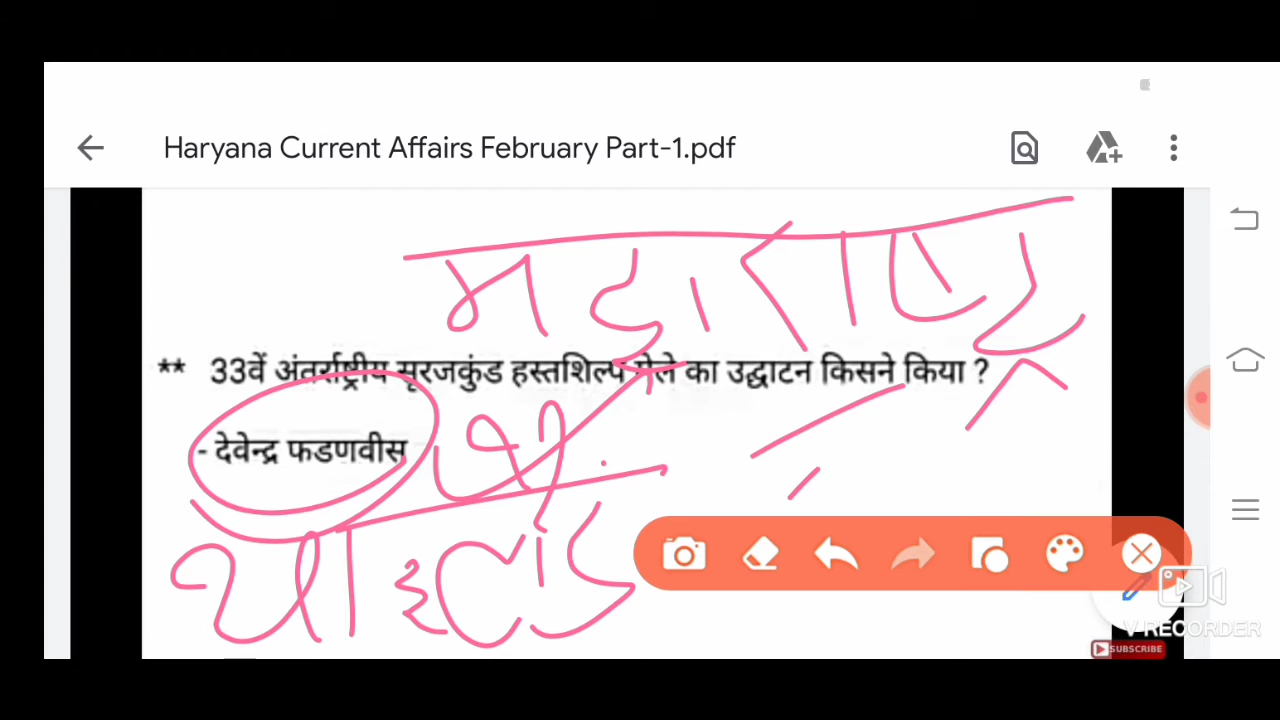 Haryana Current Affairs February Part-1.pdf
महाराष्ट्र
** 33वें अंतर्राष्ट्रीय सूरजकुंड हस्तशिल्प मेले का उद्घाटन किसने किया ?
- देवेन्द्र फडणवीस
थाइलैंड
V RECORDER
SUBSCRIBE